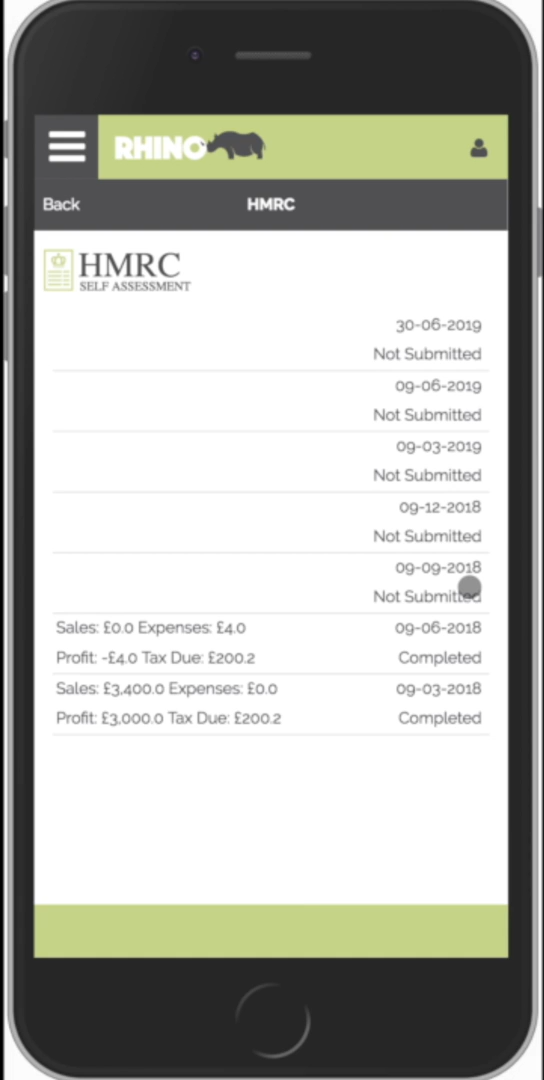 RHINO
Back HMRC
HMRC
SELF ASSESSMENT
30-06-2019
Not Submitted
09-06-2019
Not Submitted
09-03-2019
Not Submitted
09-12-2018
Not Submitted
09-09-2018
Not Submitted
Sales: £0.0 Expenses: £4.0 09-06-2018
Profit: -£4.0 Tax Due: £200.2 Completed
Sales: £3,400.0 Expenses: £0.0 09-03-2018
Profit: £3,000.0 Tax Due: £200.2 Completed